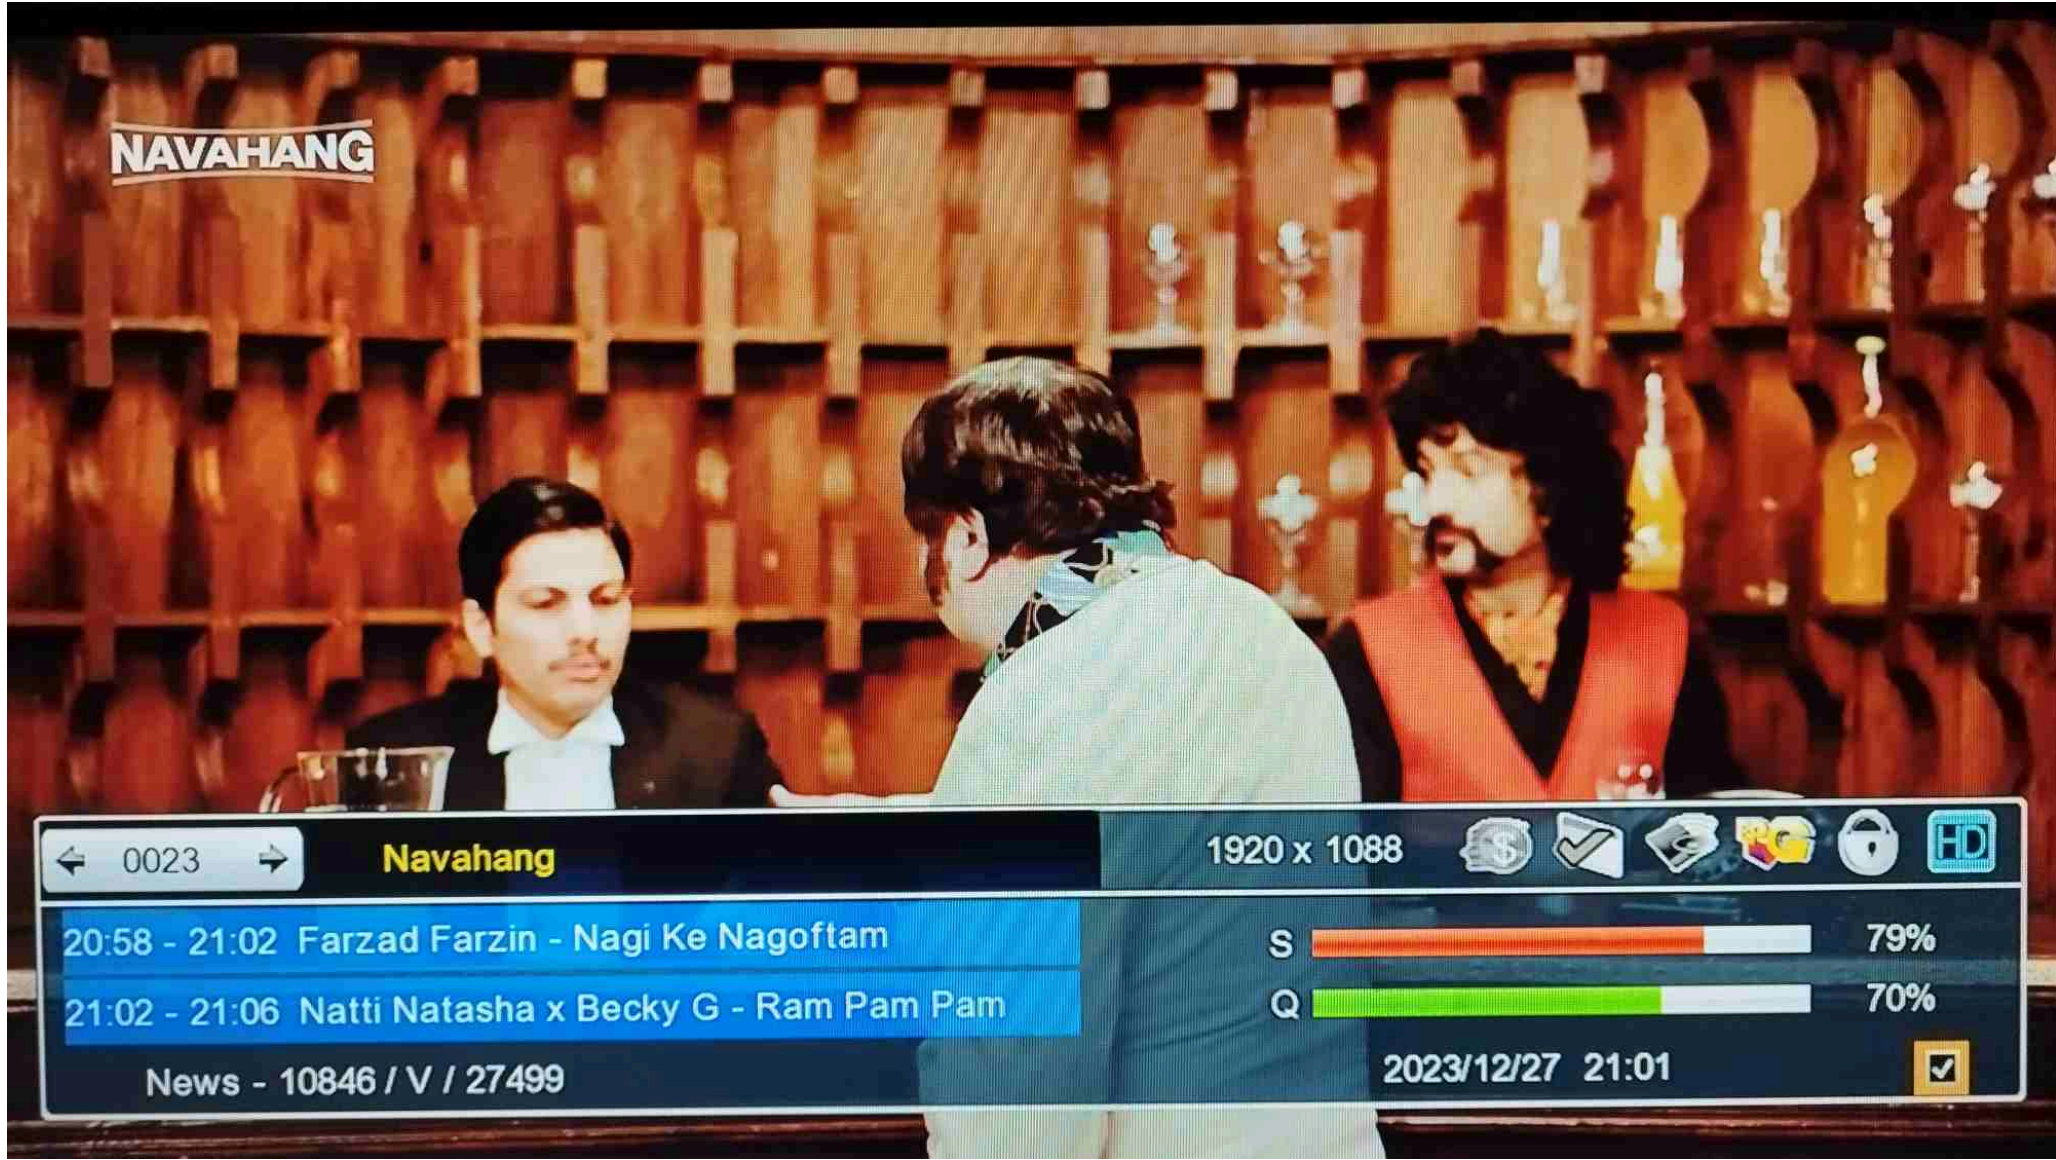 NAVAHANG
0023
Navahang
1920 x 1088
$
G
HD
20:58 - 21:02 Farzad Farzin - Nagi Ke Nagoftam
S
79%
21:02 - 21:06 Natti Natasha x Becky G - Ram Pam Pam
Q
70%
News - 10846 / V / 27499
2023/12/27 21:01